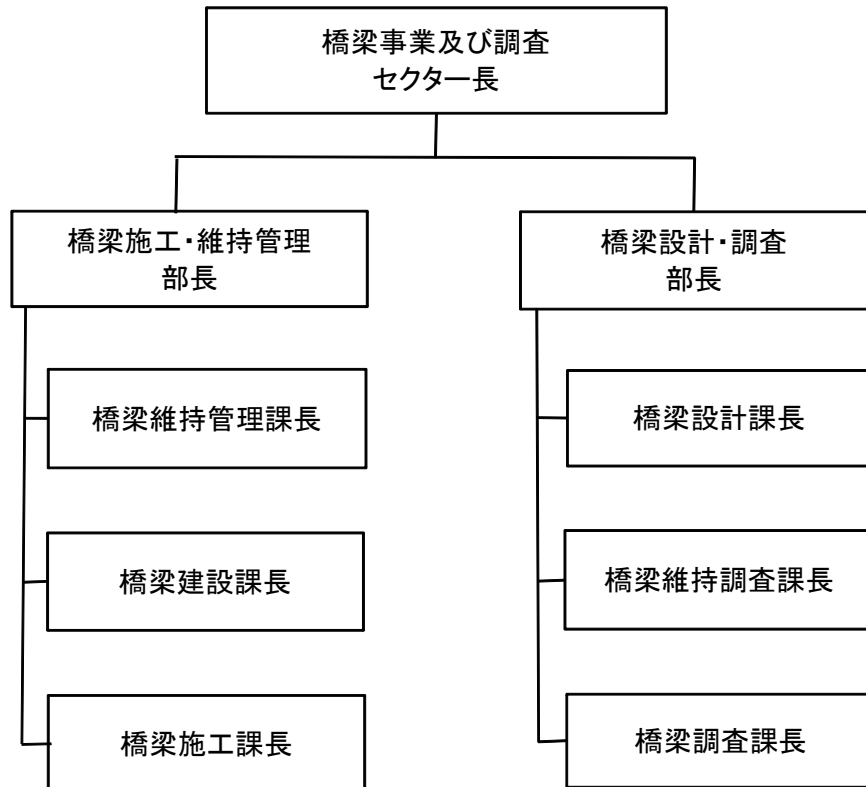 橋梁事業及び調査
セクター長
橋梁施工・維持管理
部長
橋梁設計・調査
部長
橋梁維持管理課長
橋梁設計課長
橋梁建設課長
橋梁維持調査課長
橋梁施工課長
橋梁調査課長